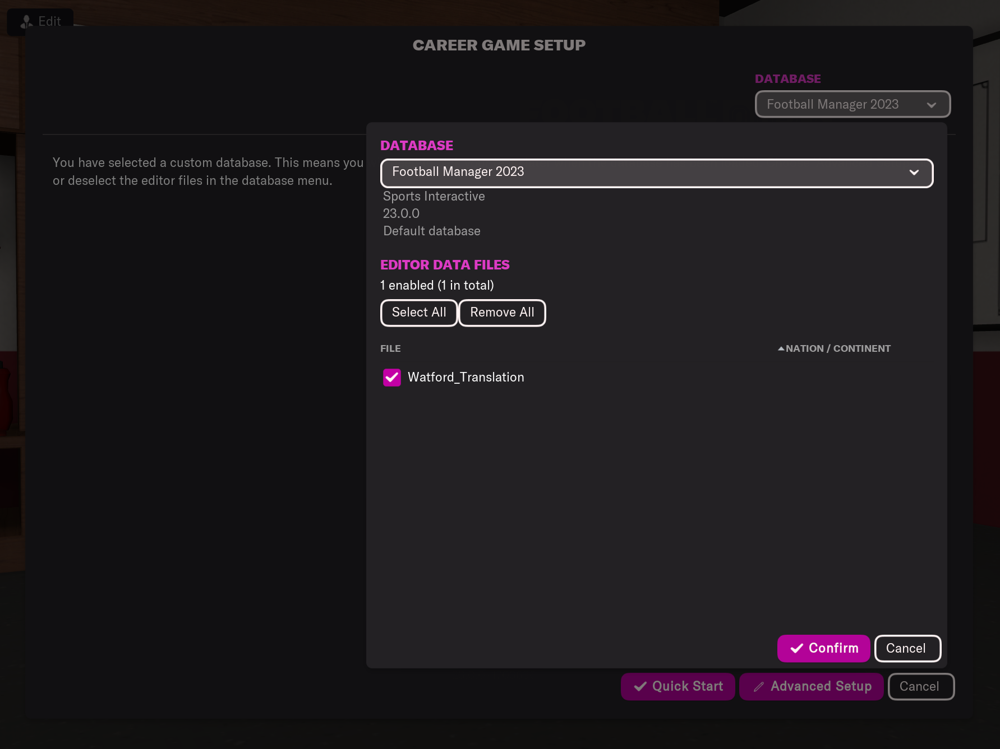 Edit
CAREER GAME SETUP
DATABASE
Football Manager 2023
You have selected a custom database. This means you
or deselect the editor files in the database menu.
DATABASE
Football Manager 2023
Sports Interactive
23.0.0
Default database
EDITOR DATA FILES
1 enabled (1 in total)
Select All Remove All
FILE NATION / CONTINENT
Watford_Translation
Confirm Cancel
Quick Start Advanced Setup Cancel